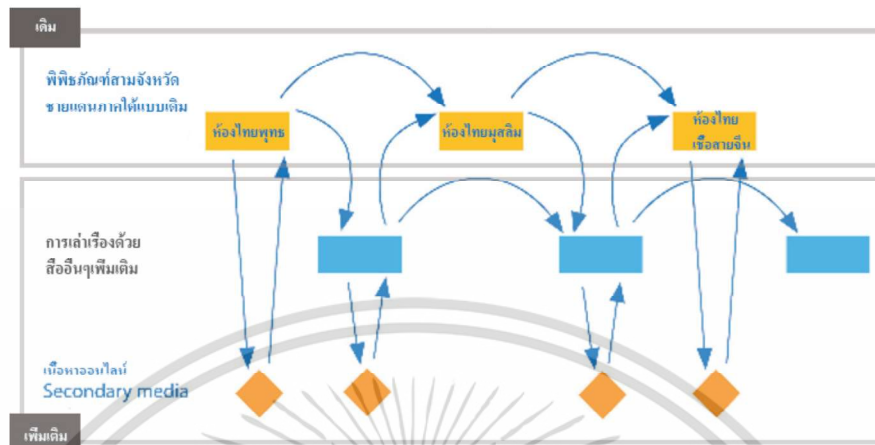 เดิม
พิพิธภัณฑ์สามจังหวัด
ชายแดนภาคใต้แบบเดิม
ห้องไทยพุทธ
ห้องไทยมุสลิม
ห้องไทย
เชื้อสายจีน
การเล่าเรื่องด้วย
สื่ออื่นๆเพิ่มเติม
เนื้อหาออนไลน์
Secondary media
เพิ่มเติม